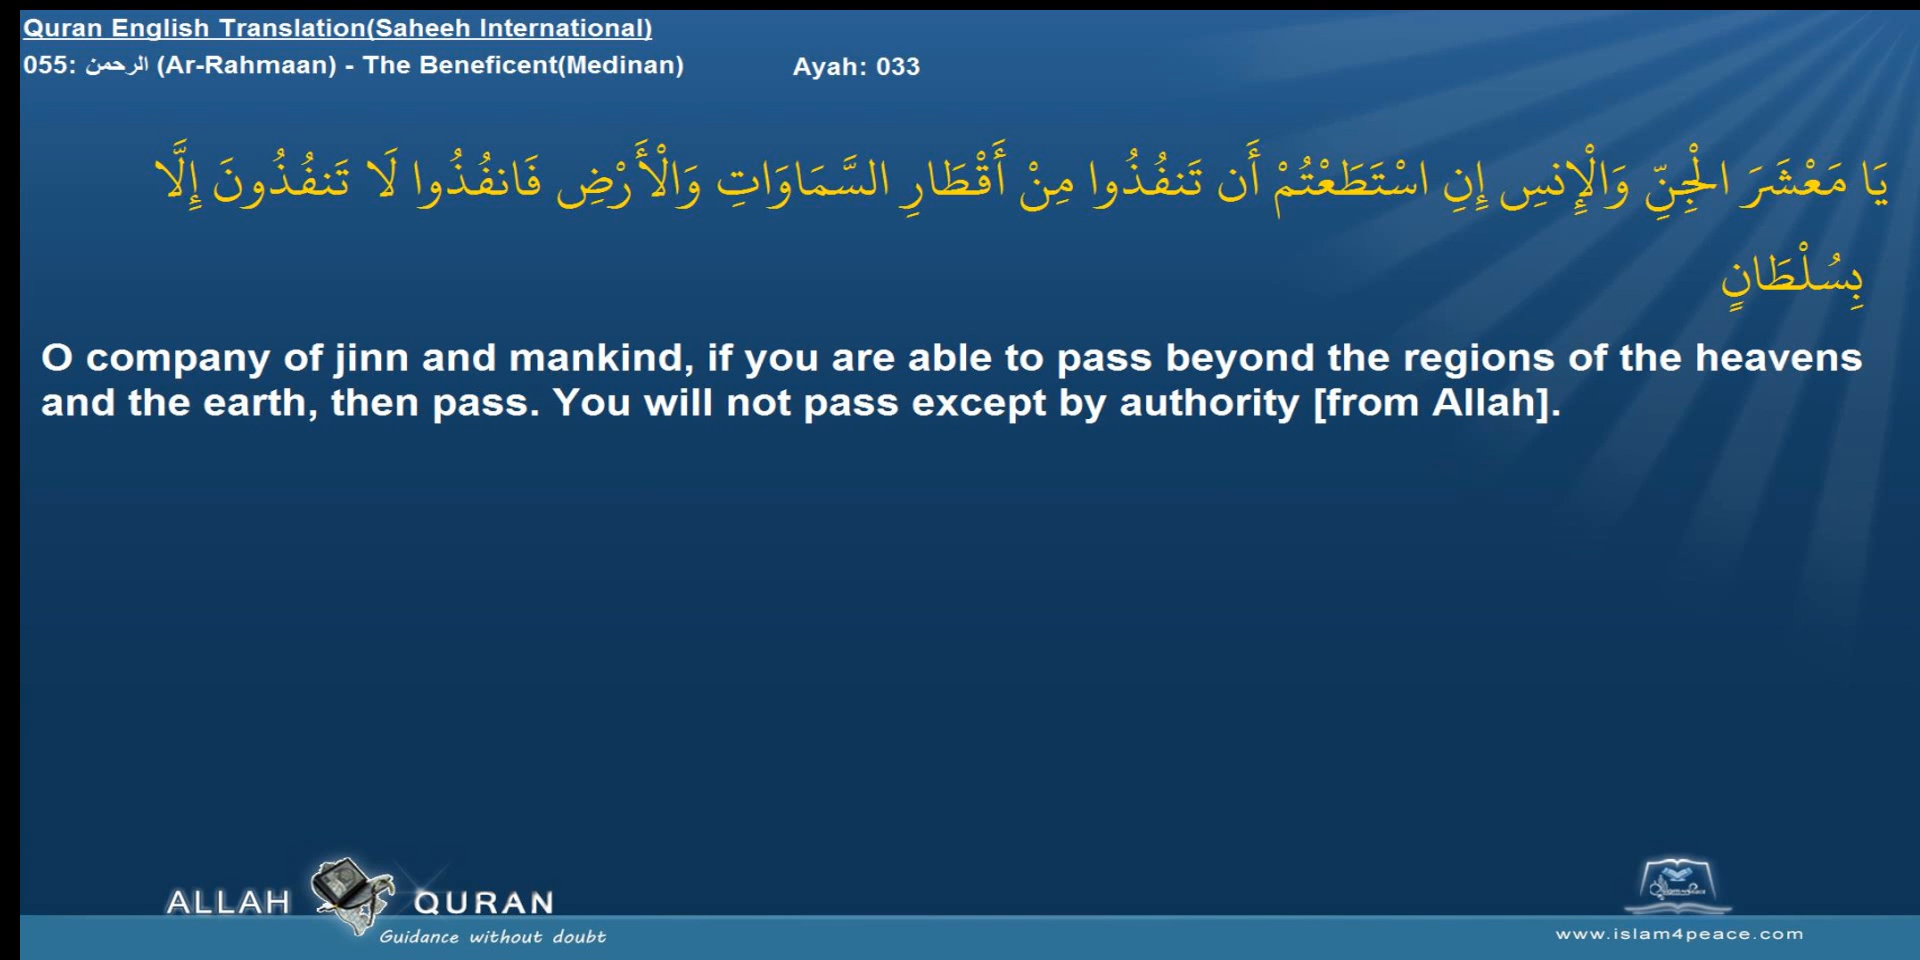 Quran English Translation(Saheeh International)
055: الرحمن (Ar-Rahmaan) - The Beneficent(Medinan) Ayah: 033
يَا مَعْشَرَ الْجِنِّ وَالْإِنسِ إِنِ اسْتَطَعْتُمْ أَن تَنفُذُوا مِنْ أَقْطَارِ السَّمَاوَاتِ وَالْأَرْضِ فَانفُذُوا لَا تَنفُذُونَ إِلَّا
بِسُلْطَانٍ
O company of jinn and mankind, if you are able to pass beyond the regions of the heavens
and the earth, then pass. You will not pass except by authority [from Allah].
ALLAH QURAN
Guidance without doubt
www.islam4peace.com